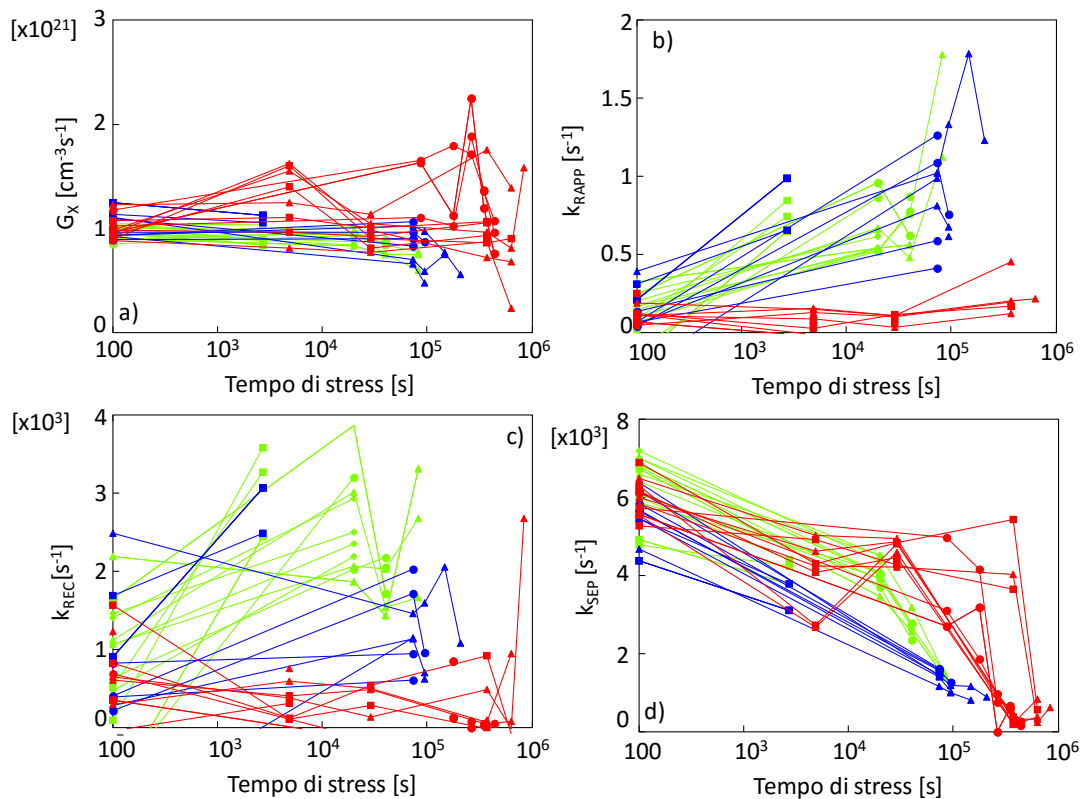 [x10²¹]
3
2
1
0
G_X [cm⁻³s⁻¹]
a)
100 10³ 10⁴ 10⁵ 10⁶
Tempo di stress [s]
b)
2
1.5
1
0.5
0
k_RAPP [s⁻¹]
100 10³ 10⁴ 10⁵ 10⁶
Tempo di stress [s]
[x10³]
c)
4
3
2
1
0
k_REC [s⁻¹]
100 10³ 10⁴ 10⁵ 10⁶
Tempo di stress [s]
[x10³]
8
6
4
2
0
k_SEP [s⁻¹]
d)
100 10³ 10⁴ 10⁵ 10⁶
Tempo di stress [s]